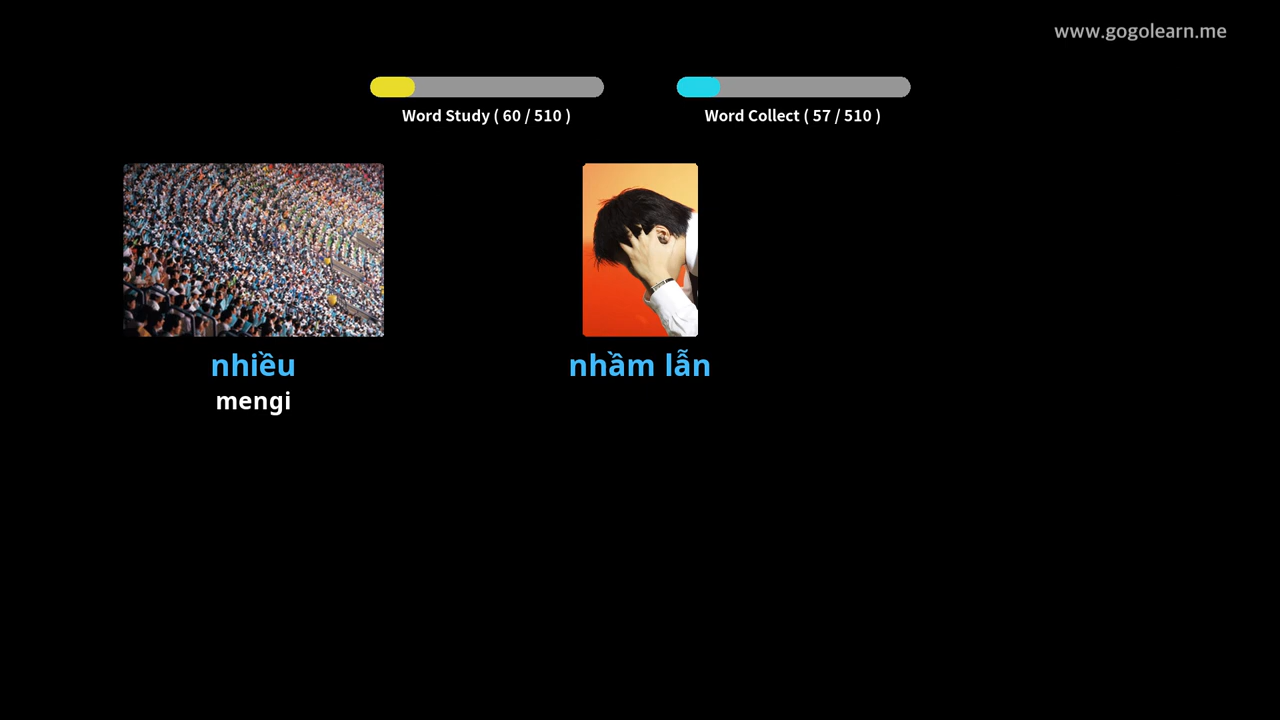 www.gogolearn.me
Word Study ( 60 / 510 )
Word Collect ( 57 / 510 )
nhiều
mengi
nhầm lẫn